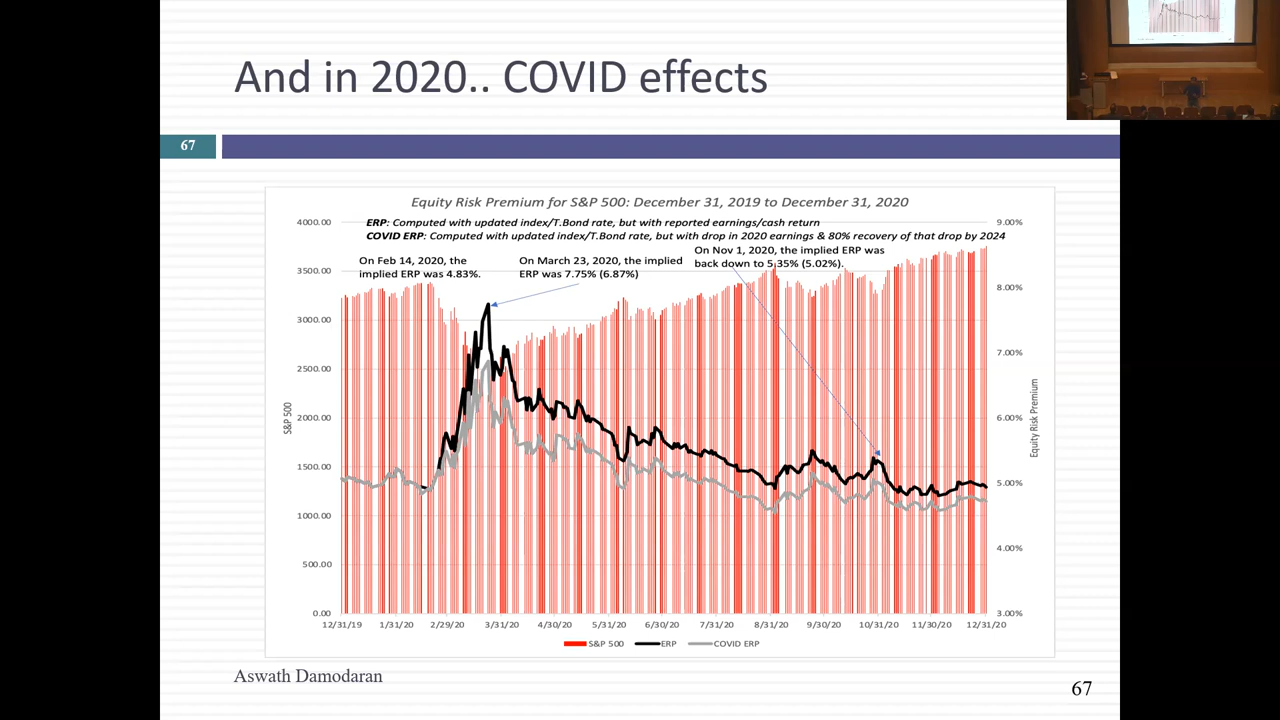 And in 2020.. COVID effects
67
Equity Risk Premium for S&P 500: December 31, 2019 to December 31, 2020
ERP: Computed with updated index/T.Bond rate, but with reported earnings/cash return
COVID ERP: Computed with updated index/T.Bond rate, but with drop in 2020 earnings & 80% recovery of that drop by 2024
On Feb 14, 2020, the
implied ERP was 4.83%.
On March 23, 2020, the implied
ERP was 7.75% (6.87%)
On Nov 1, 2020, the implied ERP was
back down to 5.35% (5.02%).
4000.00
3500.00
3000.00
2500.00
2000.00
1500.00
1000.00
500.00
0.00
S&P 500
9.00%
8.00%
7.00%
6.00%
5.00%
4.00%
3.00%
Equity Risk Premium
12/31/19 1/31/20 2/29/20 3/31/20 4/30/20 5/31/20 6/30/20 7/31/20 8/31/20 9/30/20 10/31/20 11/30/20 12/31/20
S&P 500 ERP COVID ERP
Aswath Damodaran
67